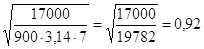 √(17000 / (900·3,14·7)) = √(17000 / 19782) = 0,92